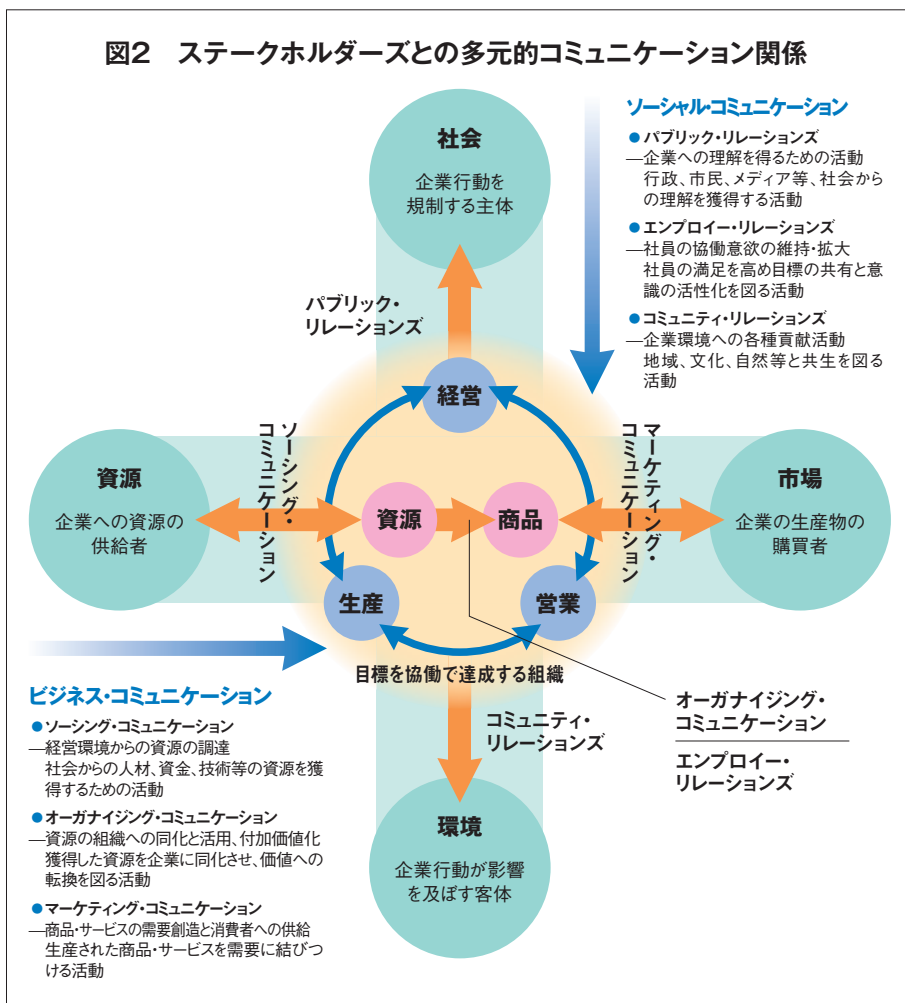 図2　ステークホルダーズとの多元的コミュニケーション関係
社会
企業行動を
規制する主体
ソーシャル・コミュニケーション
●パブリック・リレーションズ
―企業への理解を得るための活動
行政、市民、メディア等、社会から
の理解を獲得する活動
●エンプロイー・リレーションズ
―社員の協働意欲の維持・拡大
社員の満足を高め目標の共有と意
識の活性化を図る活動
●コミュニティ・リレーションズ
―企業環境への各種貢献活動
地域、文化、自然等と共生を図る
活動
パブリック・
リレーションズ
経営
資源
企業への資源の
供給者
ソーシング・
コミュニケーション
資源
商品
マーケティング・
コミュニケーション
市場
企業の生産物の
購買者
生産
営業
目標を協働で達成する組織
ビジネス・コミュニケーション
●ソーシング・コミュニケーション
―経営環境からの資源の調達
社会からの人材、資金、技術等の資源を獲
得するための活動
●オーガナイジング・コミュニケーション
―資源の組織への同化と活用、付加価値化
獲得した資源を企業に同化させ、価値への
転換を図る活動
●マーケティング・コミュニケーション
―商品・サービスの需要創造と消費者への供給
生産された商品・サービスを需要に結びつ
ける活動
コミュニティ・
リレーションズ
オーガナイジング・
コミュニケーション
エンプロイー・
リレーションズ
環境
企業行動が影響
を及ぼす客体